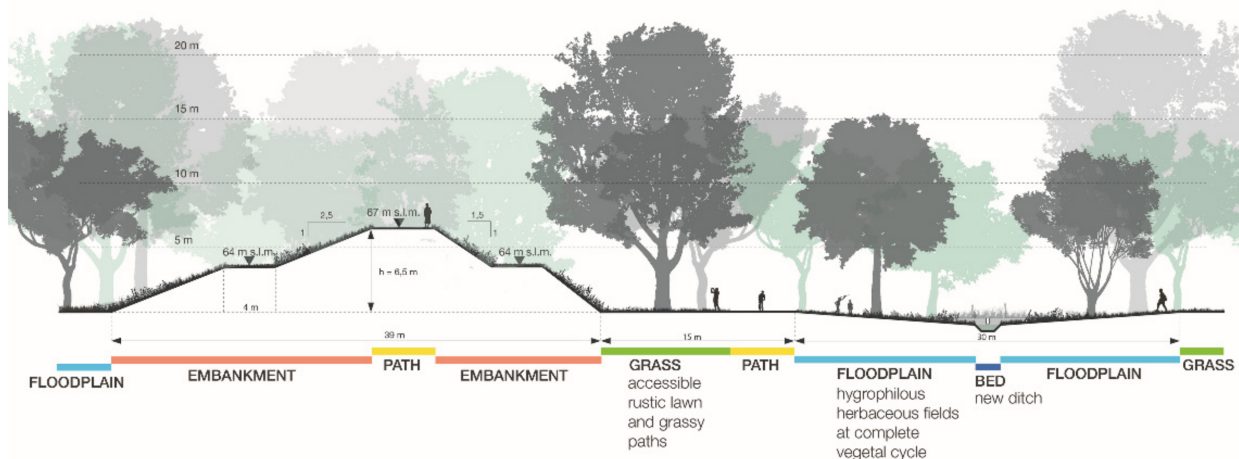 20 m
15 m
10 m
5 m
2,5
1
67 m s.l.m.
1,5
1
64 m s.l.m.
64 m s.l.m.
h = 6,5 m
4 m
39 m
15 m
30 m
FLOODPLAIN
EMBANKMENT
PATH
EMBANKMENT
GRASS
accessible
rustic lawn
and grassy
paths
PATH
FLOODPLAIN
hygrophilous
herbaceous fields
at complete
vegetal cycle
BED
new ditch
FLOODPLAIN
GRASS